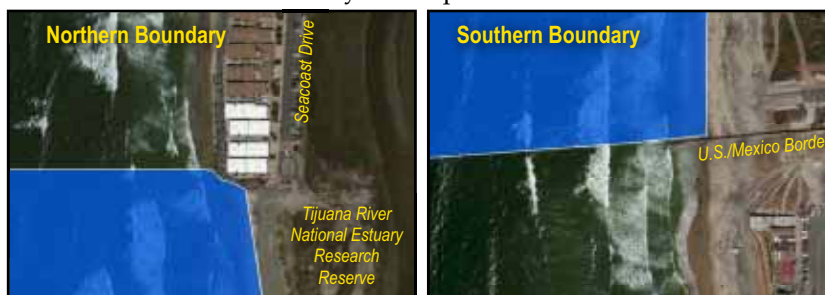 Northern Boundary
Seacoast Drive
Tijuana River
National Estuary
Research
Reserve
Southern Boundary
U.S./Mexico Borde